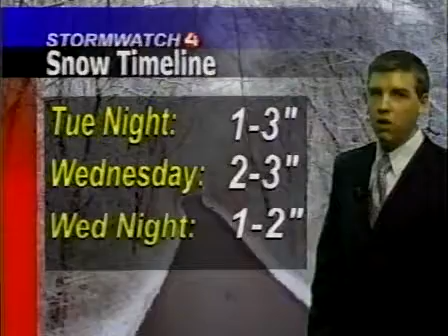 STORMWATCH 4
Snow Timeline
Tue Night: 1-3"
Wednesday: 2-3"
Wed Night: 1-2"